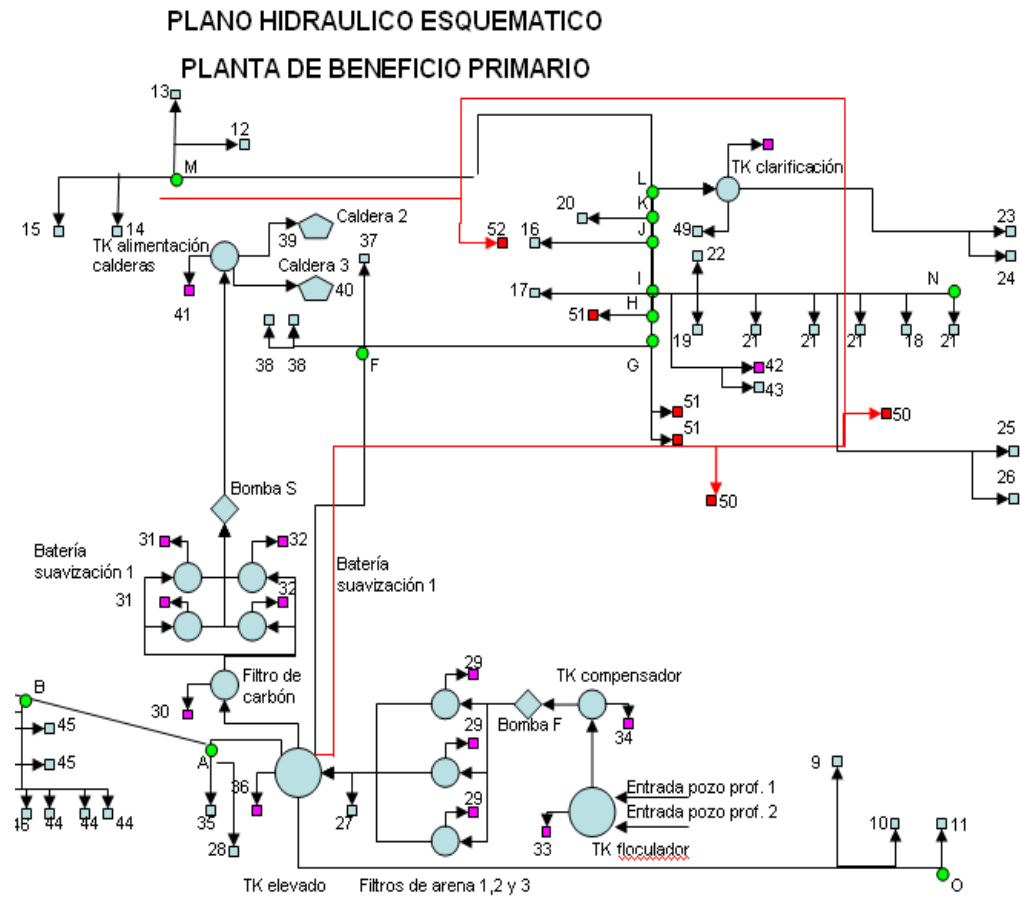 PLANO HIDRAULICO ESQUEMATICO
PLANTA DE BENEFICIO PRIMARIO
13
12
M
15
14
L
TK clarificación
K
20
J
49
23
16
52
22
24
TK alimentación
calderas
39
Caldera 2
37
Caldera 3
40
41
17
I
N
H
51
19
21
21
21
18
21
38
38
F
G
42
43
51
51
50
50
25
26
Bomba S
31
32
Batería
suavización 1
31
32
Batería
suavización 1
Filtro de
carbón
30
29
TK compensador
Bomba F
34
29
B
45
45
A
36
27
29
Entrada pozo prof. 1
Entrada pozo prof. 2
33
TK floculador
9
10
11
44
44
44
35
28
O
TK elevado
Filtros de arena 1,2 y 3